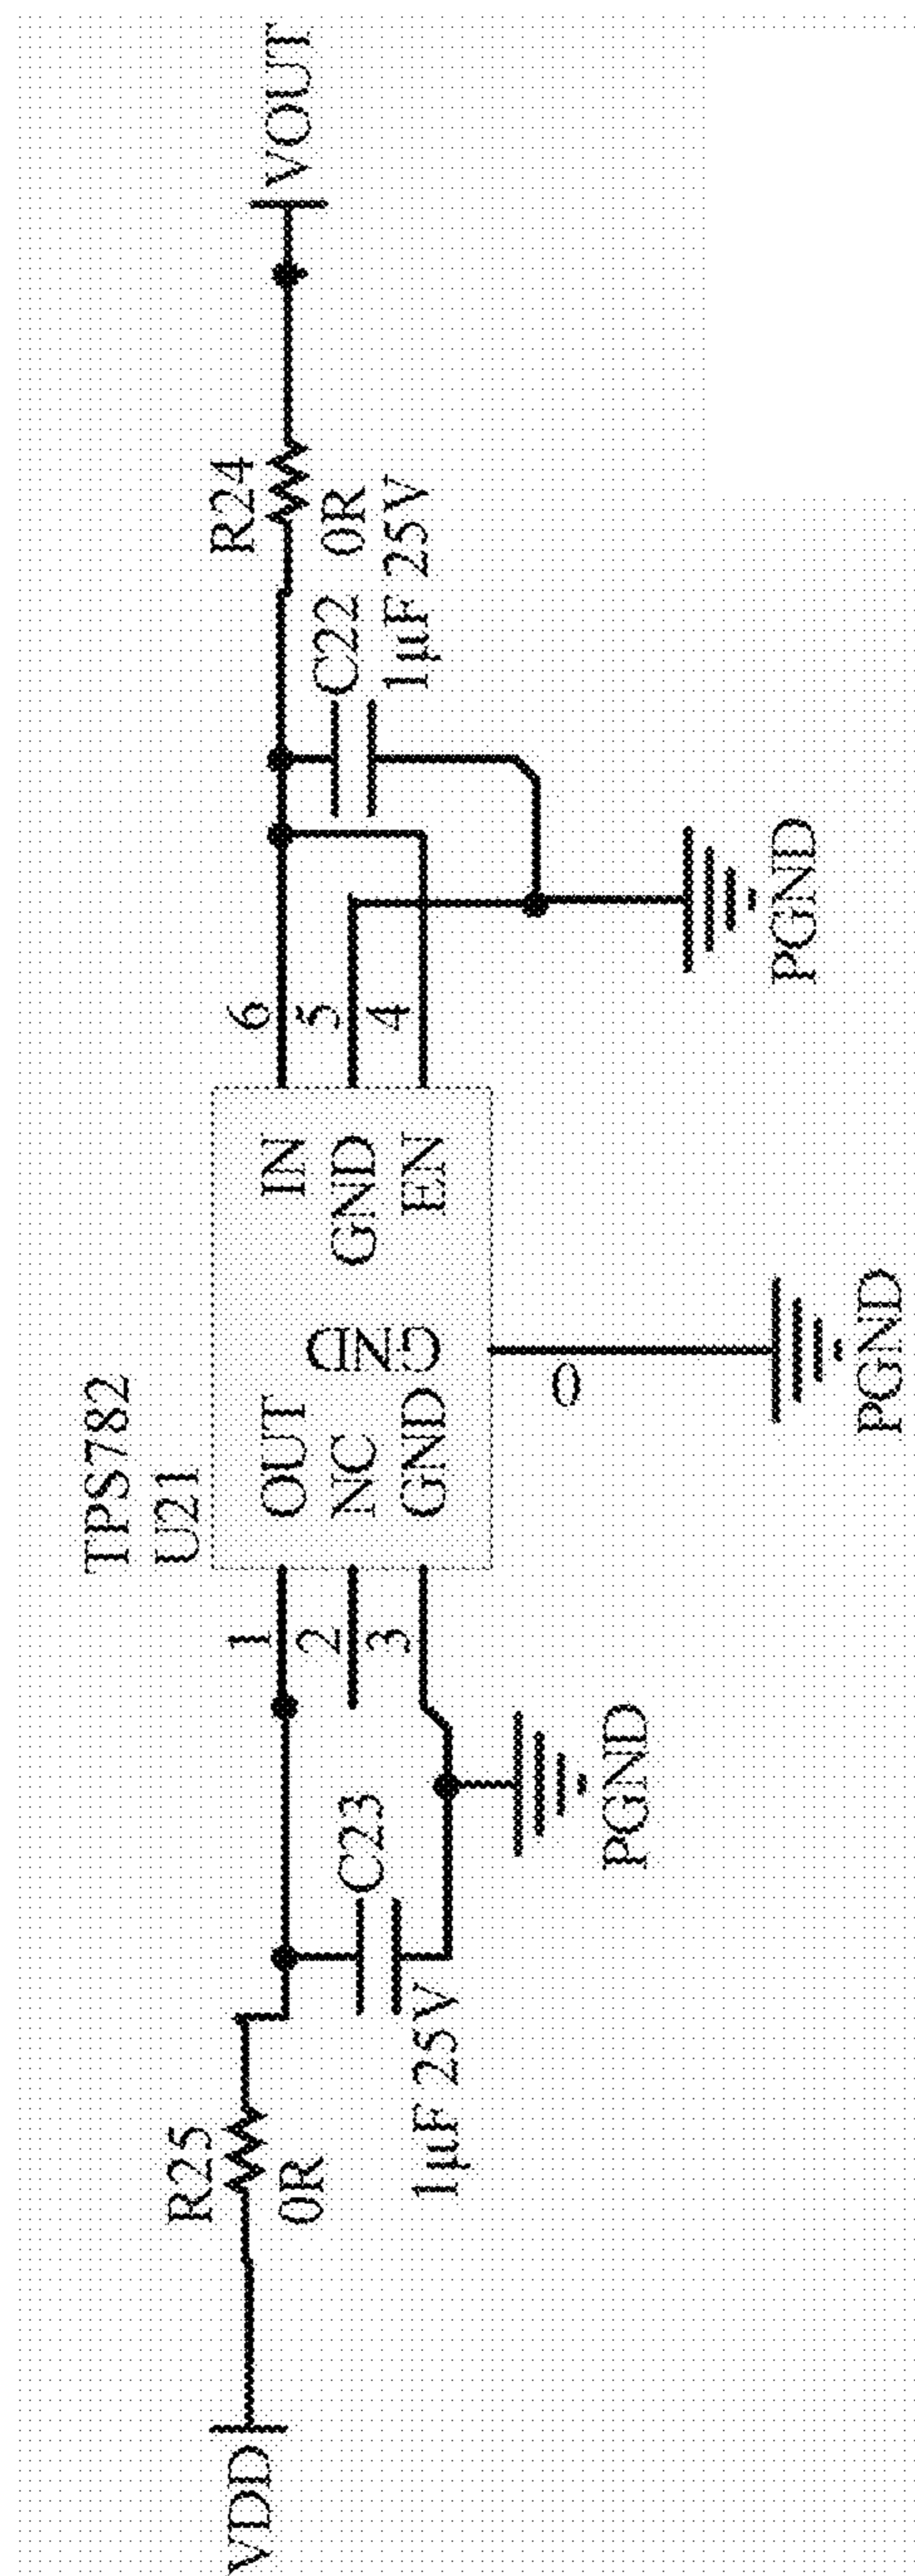 TPS782
U21
VDD
R25
0R
C23
1µF 25V
PGND
1
2
3
OUT
NC
GND
GND
IN
GND
EN
6
5
4
0
PGND
PGND
C22
1µF 25V
R24
0R
VOUT